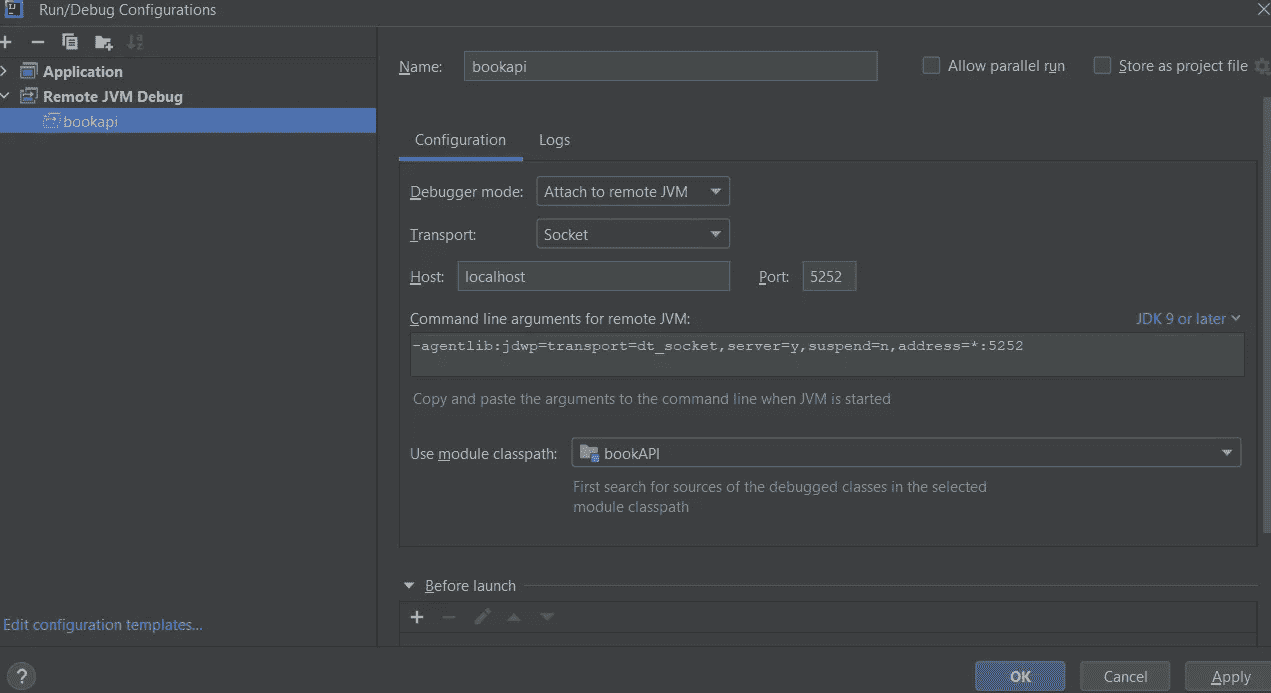 Run/Debug Configurations
Application
Remote JVM Debug
bookapi
Edit configuration templates...
Name: bookapi
Allow parallel run
Store as project file
Configuration Logs
Debugger mode: Attach to remote JVM
Transport: Socket
Host: localhost Port: 5252
Command line arguments for remote JVM: JDK 9 or later
-agentlib:jdwp=transport=dt_socket,server=y,suspend=n,address=*:5252
Copy and paste the arguments to the command line when JVM is started
Use module classpath: bookAPI
First search for sources of the debugged classes in the selected
module classpath
Before launch
?
OK Cancel Apply